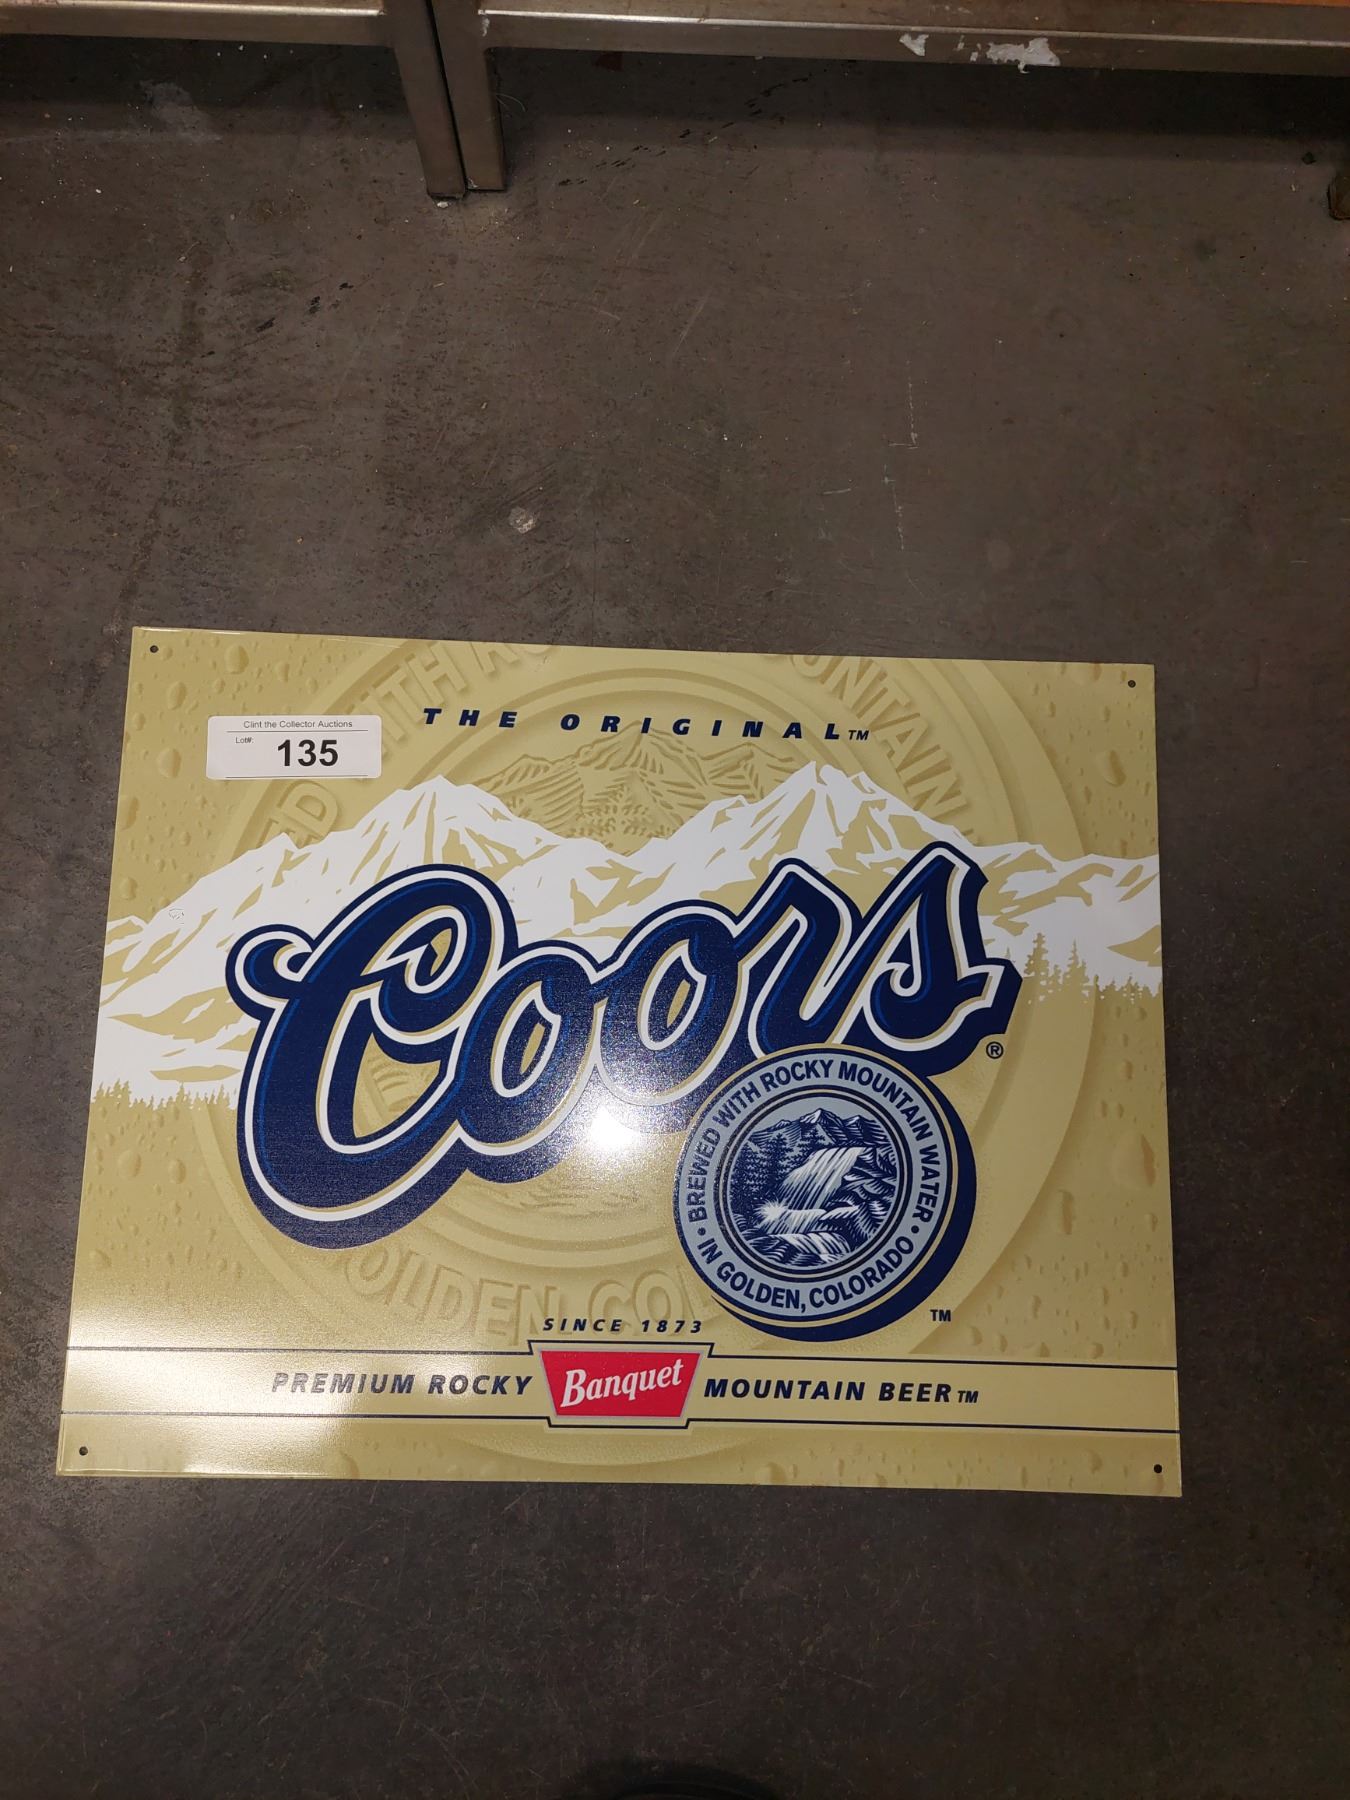 THE ORIGINAL™
Clint the Collector Auctions
Lot#: 135
Coors®
BREWED WITH ROCKY MOUNTAIN WATER
• IN GOLDEN, COLORADO •
TM
SINCE 1873
PREMIUM ROCKY Banquet MOUNTAIN BEER™